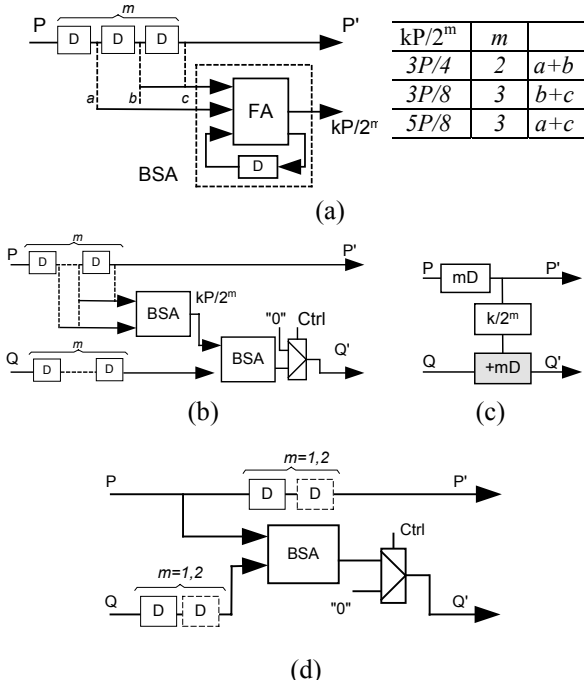 m
P D D D P'
a b c FA kP/2^m
D
BSA
kP/2^m m
3P/4 2 a+b
3P/8 3 b+c
5P/8 3 a+c
(a)
m
P D D P'
kP/2^m
BSA "0" Ctrl
m
Q D D BSA Q'
(b)
P mD P'
k/2^m
Q +mD Q'
(c)
m=1,2
P D D P'
BSA Ctrl
m=1,2
Q D D "0" Q'
(d)